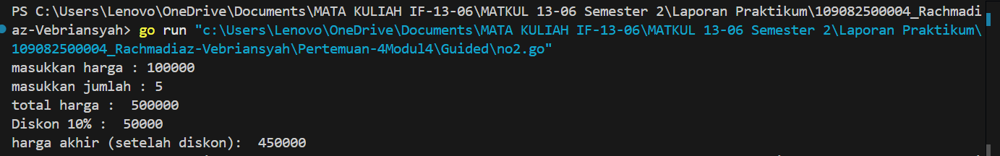 PS C:\Users\Lenovo\OneDrive\Documents\MATA KULIAH IF-13-06\MATKUL 13-06 Semester 2\Laporan Praktikum\109082500004_Rachmadi
az-Vebriansyah> go run "c:\Users\Lenovo\OneDrive\Documents\MATA KULIAH IF-13-06\MATKUL 13-06 Semester 2\Laporan Praktikum\
109082500004_Rachmadiaz-Vebriansyah\Pertemuan-4Modul4\Guided\no2.go"
masukkan harga : 100000
masukkan jumlah : 5
total harga :  500000
Diskon 10% :  50000
harga akhir (setelah diskon):  450000